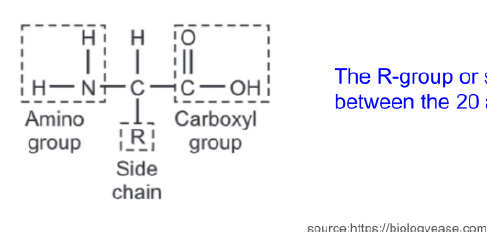 H H O
H—N—C—C—OH
Amino group
R
Carboxyl group
Side chain
The R-group or
between the 20
source:https://biologyease.com